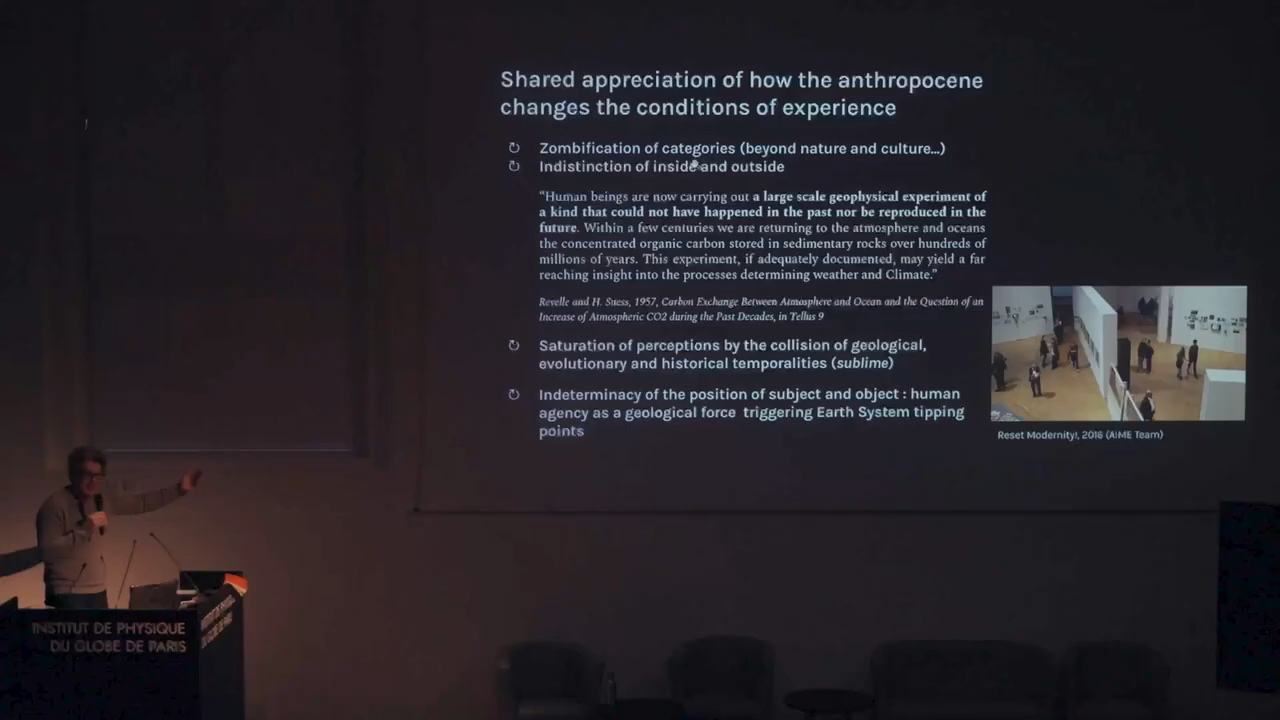 Shared appreciation of how the anthropocene
changes the conditions of experience
Zombification of categories (beyond nature and culture...)
Indistinction of inside and outside
“Human beings are now carrying out a large scale geophysical experiment of
a kind that could not have happened in the past nor be reproduced in the
future. Within a few centuries we are returning to the atmosphere and oceans
the concentrated organic carbon stored in sedimentary rocks over hundreds of
millions of years. This experiment, if adequately documented, may yield a far
reaching insight into the processes determining weather and Climate.”
Revelle and H. Suess, 1957, Carbon Exchange Between Atmosphere and Ocean and the Question of an
Increase of Atmospheric CO2 during the Past Decades, in Tellus 9
Saturation of perceptions by the collision of geological,
evolutionary and historical temporalities (sublime)
Indeterminacy of the position of subject and object : human
agency as a geological force triggering Earth System tipping
points
Reset Modernity!, 2016 (AIME Team)
INSTITUT DE PHYSIQUE
DU GLOBE DE PARIS
INSTITUT DE PHYSIQUE
DU GLOBE DE PARIS